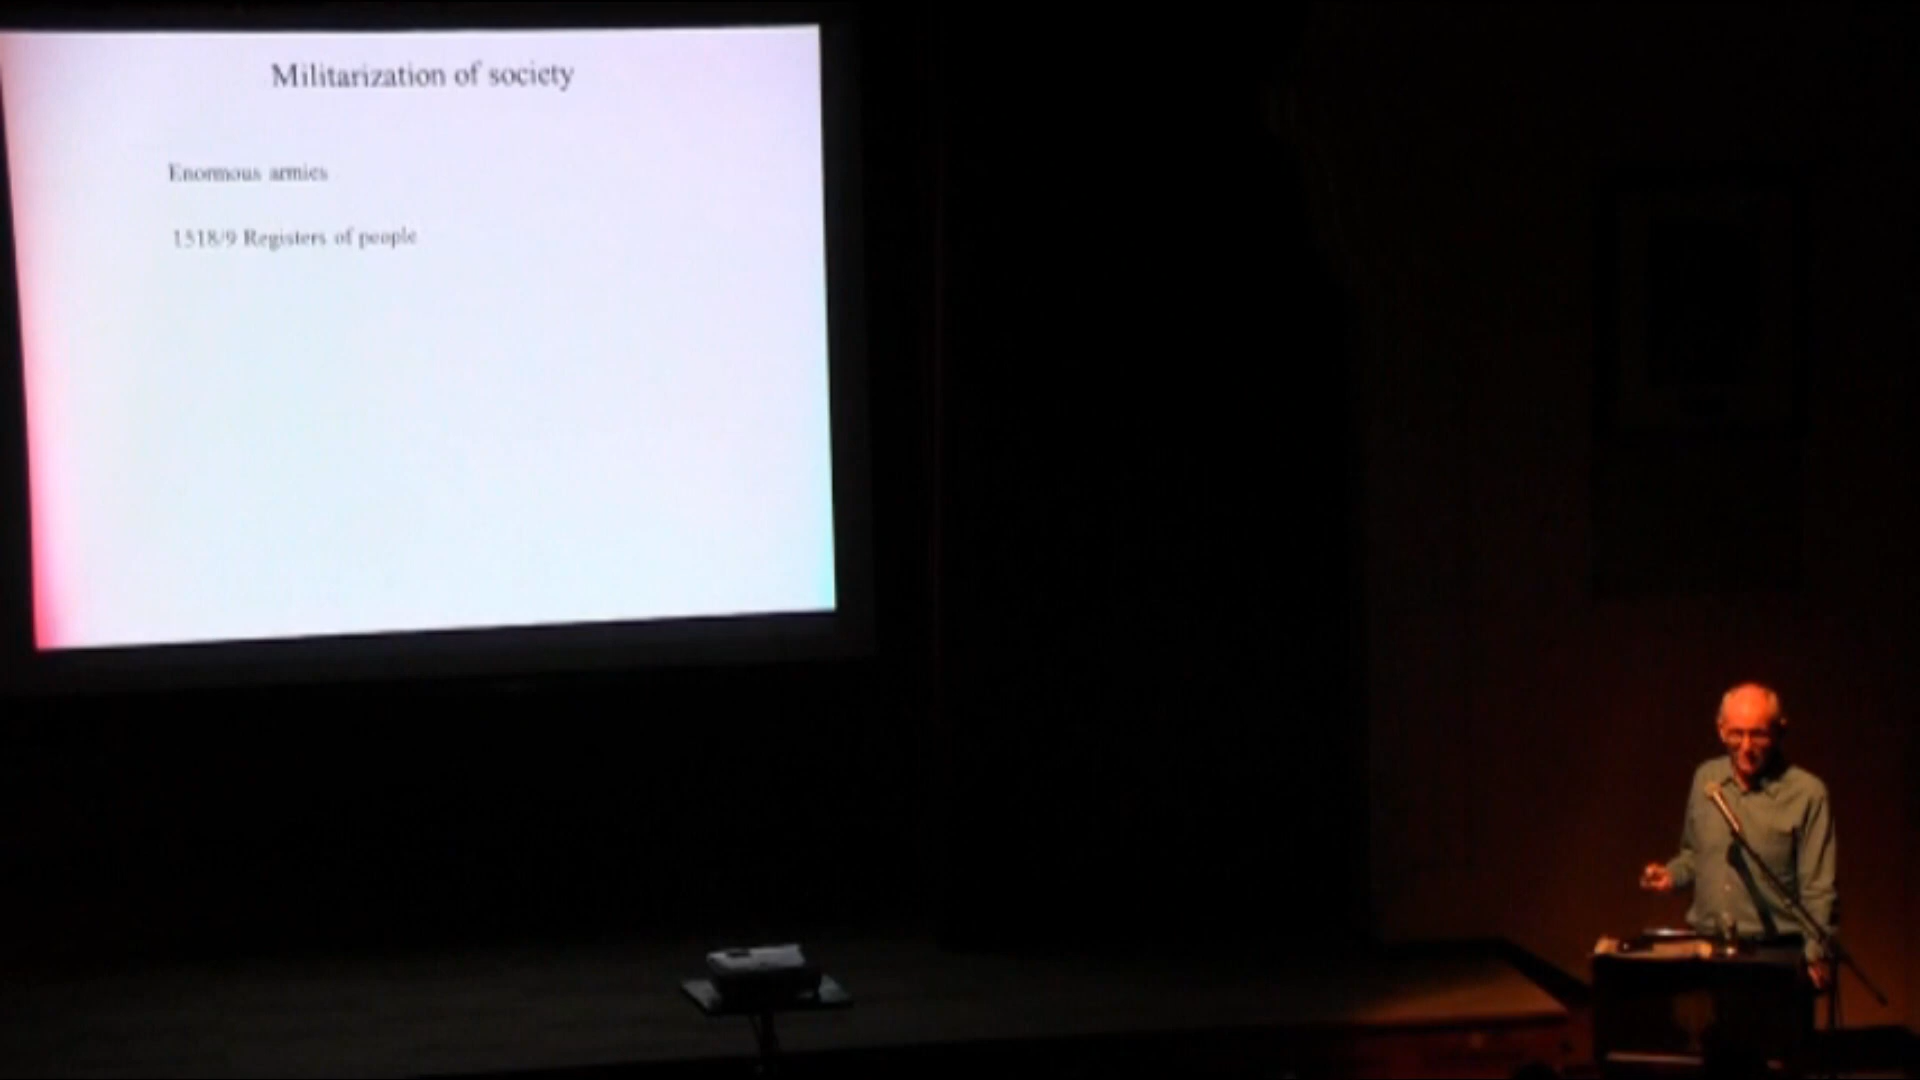 Militarization of society
Enormous armies
1518/9 Registers of people